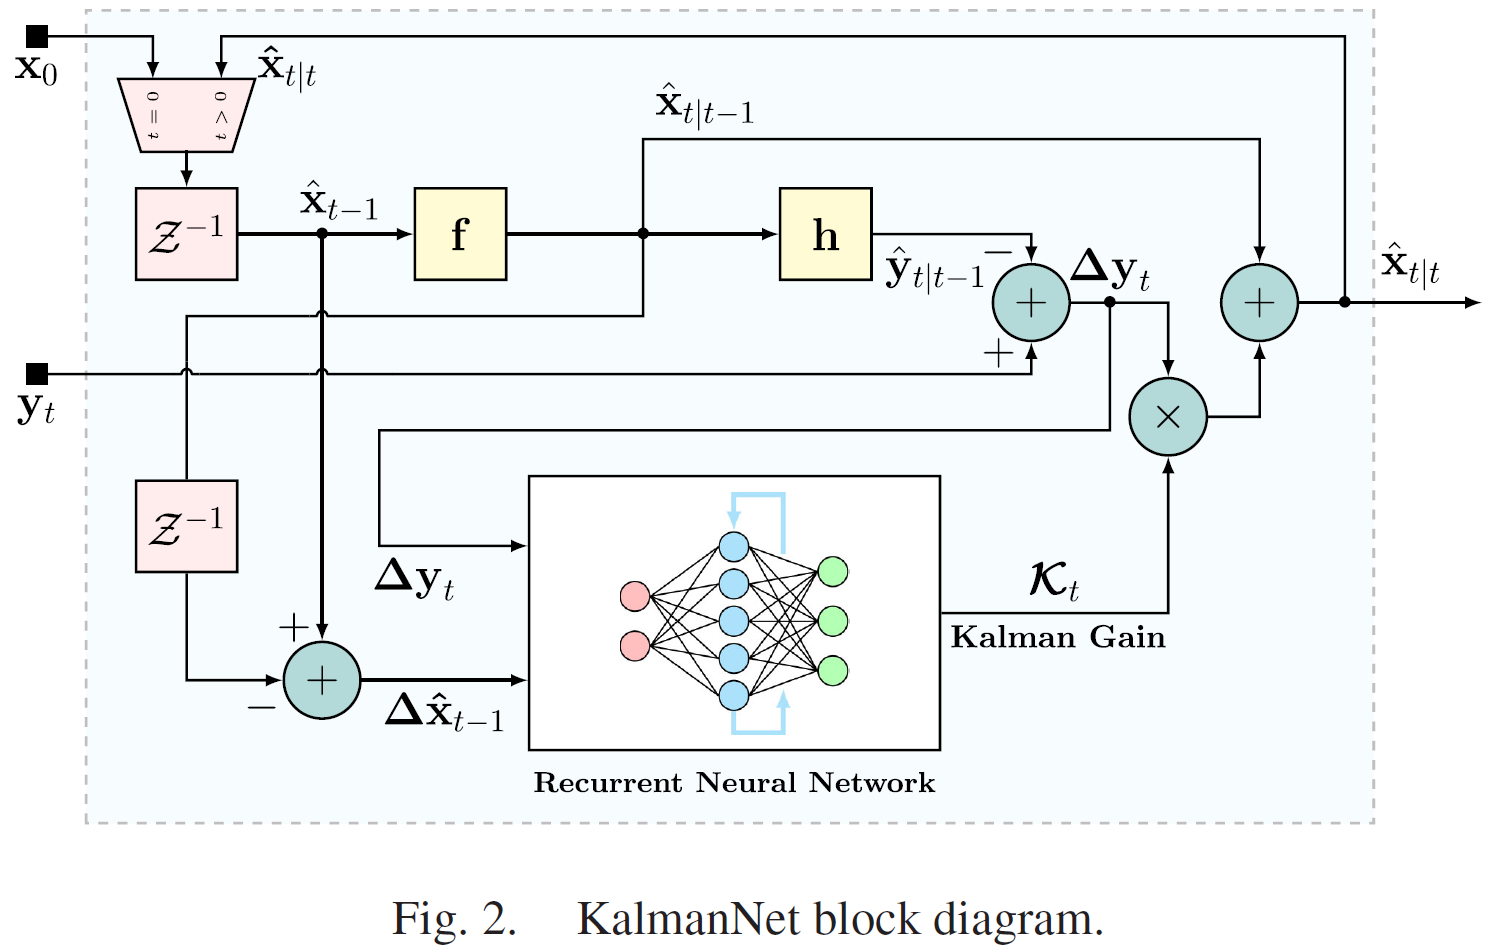 x₀
x̂ₜ|ₜ
t = 0
t > 0
x̂ₜ|ₜ₋₁
𝒵⁻¹
x̂ₜ₋₁
f
h
ŷₜ|ₜ₋₁
−
+
+
Δyₜ
+
x̂ₜ|ₜ
yₜ
×
𝒵⁻¹
Δyₜ
𝒦ₜ
Kalman Gain
+
+
−
Δx̂ₜ₋₁
Recurrent Neural Network
Fig. 2. KalmanNet block diagram.